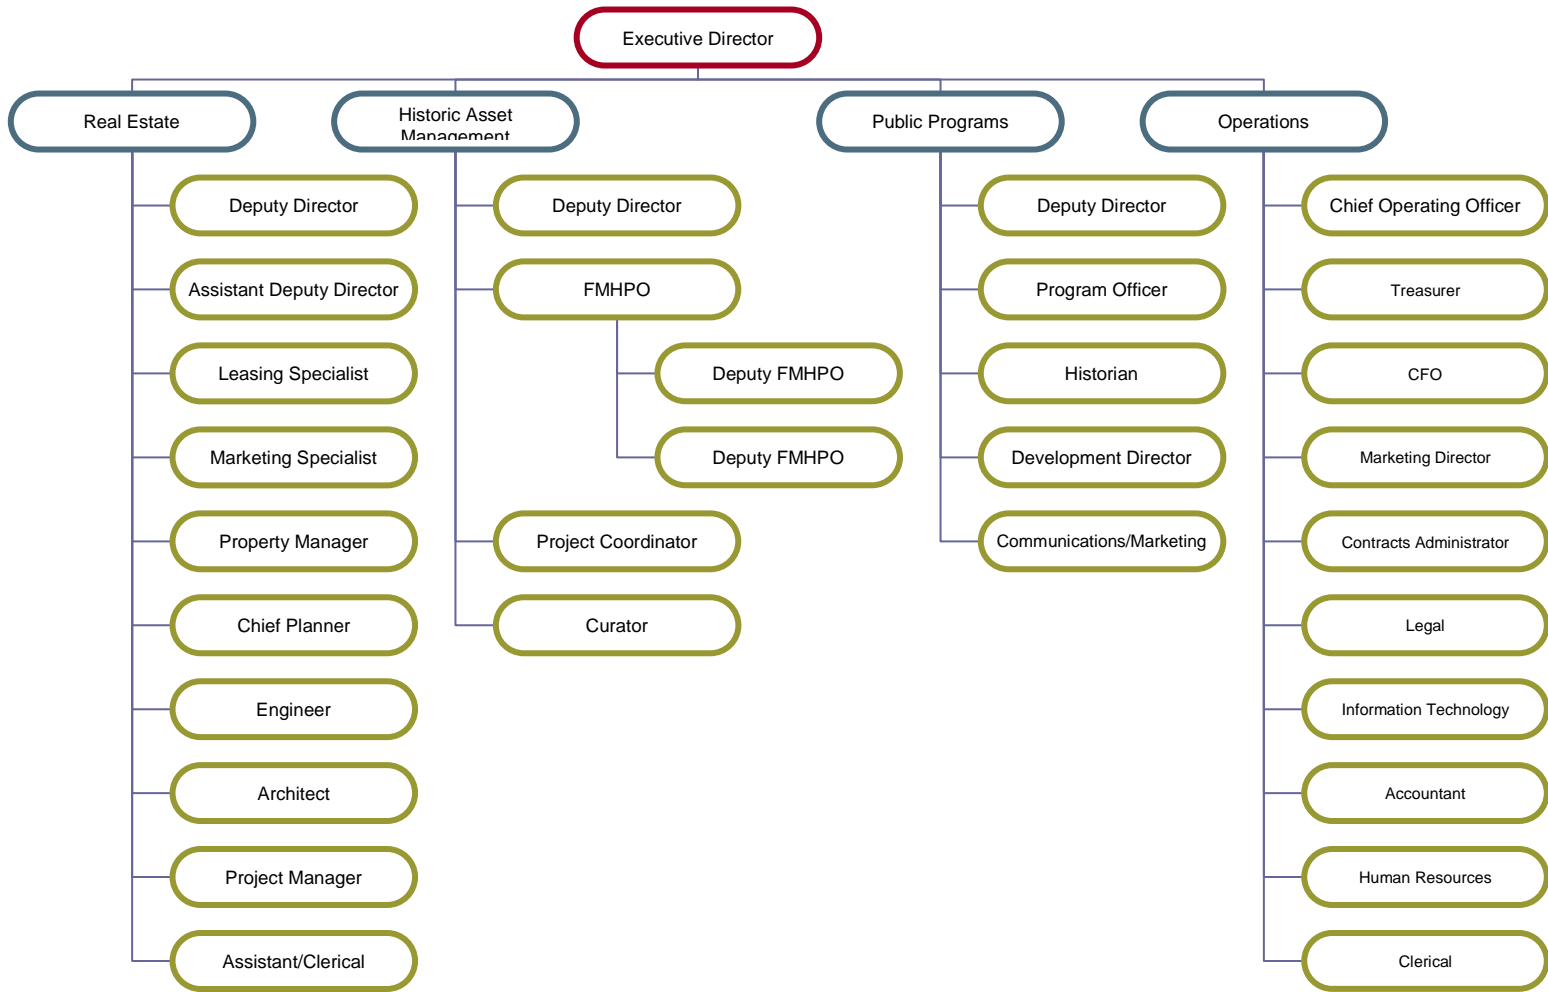 Executive Director
Real Estate
Historic Asset
Management
Public Programs
Operations
Deputy Director
Assistant Deputy Director
Leasing Specialist
Marketing Specialist
Property Manager
Chief Planner
Engineer
Architect
Project Manager
Assistant/Clerical
Deputy Director
FMHPO
Deputy FMHPO
Deputy FMHPO
Project Coordinator
Curator
Deputy Director
Program Officer
Historian
Development Director
Communications/Marketing
Chief Operating Officer
Treasurer
CFO
Marketing Director
Contracts Administrator
Legal
Information Technology
Accountant
Human Resources
Clerical